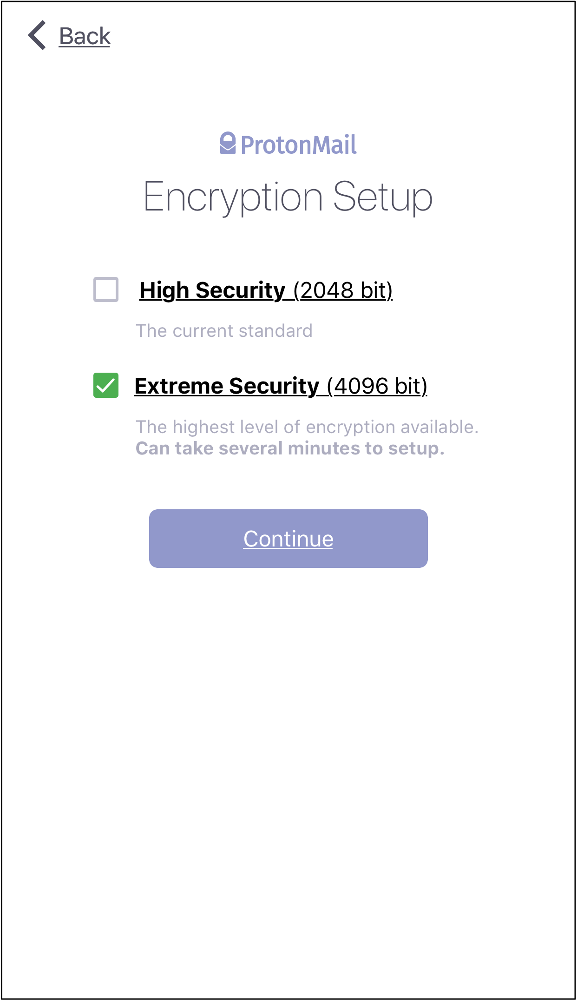 Back
ProtonMail
Encryption Setup
High Security (2048 bit)
The current standard
Extreme Security (4096 bit)
The highest level of encryption available.
Can take several minutes to setup.
Continue